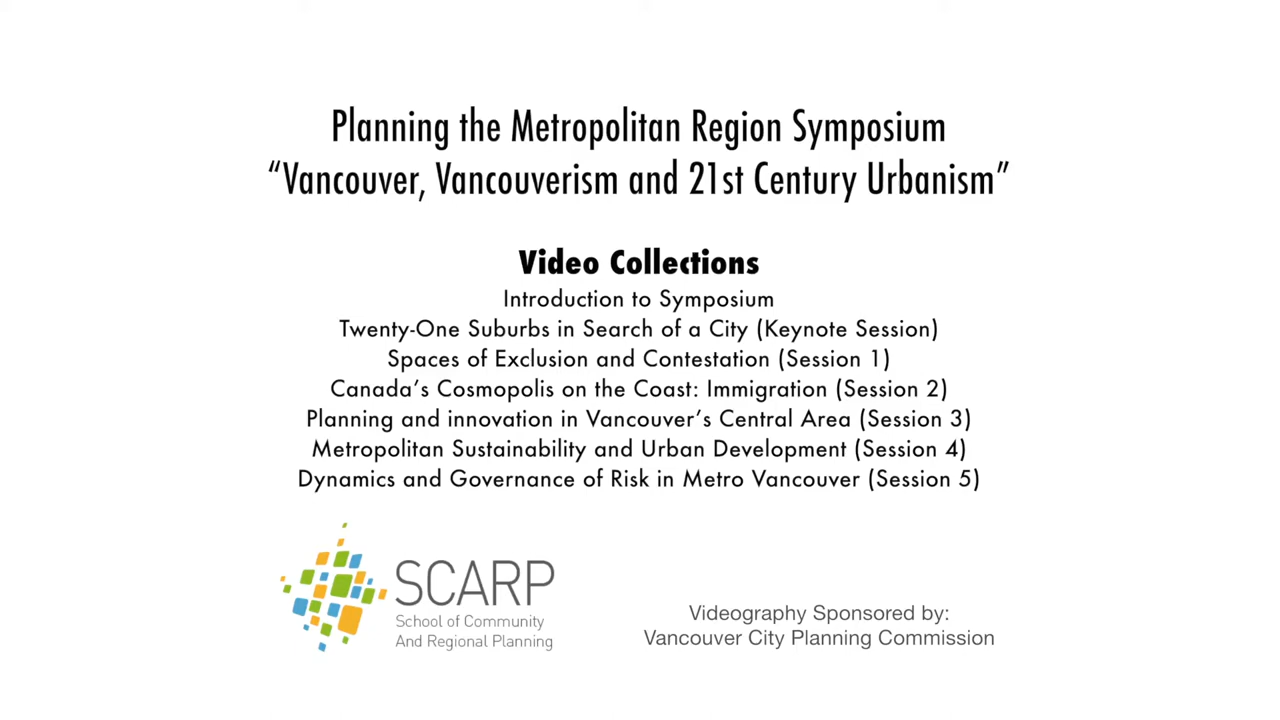 Planning the Metropolitan Region Symposium
“Vancouver, Vancouverism and 21st Century Urbanism”
Video Collections
Introduction to Symposium
Twenty-One Suburbs in Search of a City (Keynote Session)
Spaces of Exclusion and Contestation (Session 1)
Canada’s Cosmopolis on the Coast: Immigration (Session 2)
Planning and innovation in Vancouver’s Central Area (Session 3)
Metropolitan Sustainability and Urban Development (Session 4)
Dynamics and Governance of Risk in Metro Vancouver (Session 5)
SCARP
School of Community
And Regional Planning
Videography Sponsored by:
Vancouver City Planning Commission